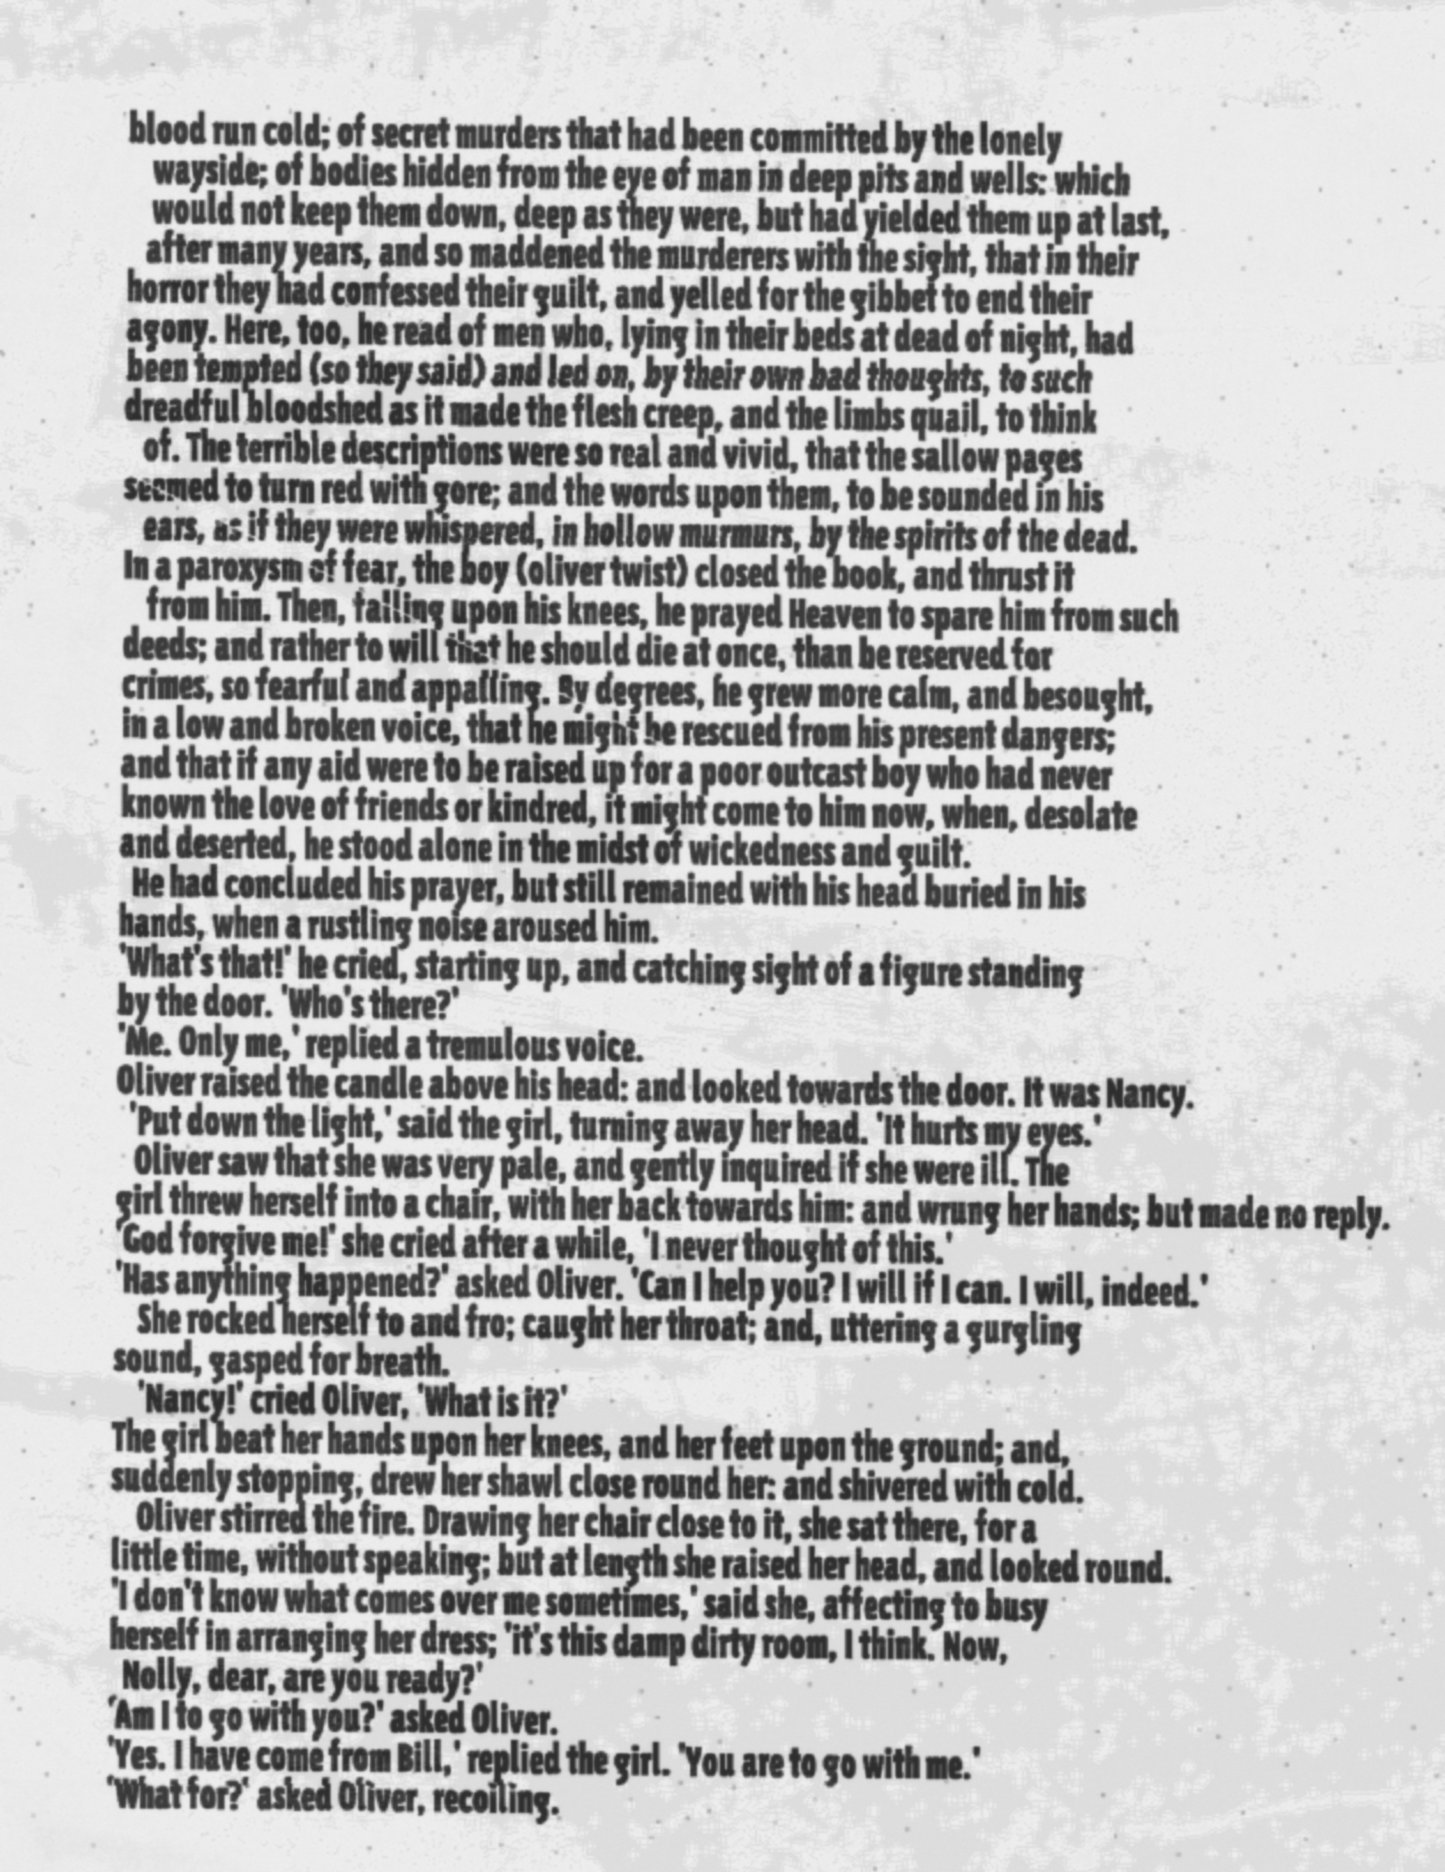 blood run cold; of secret murders that had been committed by the lonely
wayside; of bodies hidden from the eye of man in deep pits and wells: which
would not keep them down, deep as they were, but had yielded them up at last,
after many years, and so maddened the murderers with the sight, that in their
horror they had confessed their guilt, and yelled for the gibbet to end their
agony. Here, too, he read of men who, lying in their beds at dead of night, had
been tempted (so they said) and led on, by their own bad thoughts, to such
dreadful bloodshed as it made the flesh creep, and the limbs quail, to think
of. The terrible descriptions were so real and vivid, that the sallow pages
seemed to turn red with gore; and the words upon them, to be sounded in his
ears, as if they were whispered, in hollow murmurs, by the spirits of the dead.
In a paroxysm of fear, the boy (oliver twist) closed the book, and thrust it
from him. Then, falling upon his knees, he prayed Heaven to spare him from such
deeds; and rather to will that he should die at once, than be reserved for
crimes, so fearful and appalling. By degrees, he grew more calm, and besought,
in a low and broken voice, that he might be rescued from his present dangers;
and that if any aid were to be raised up for a poor outcast boy who had never
known the love of friends or kindred, it might come to him now, when, desolate
and deserted, he stood alone in the midst of wickedness and guilt.
He had concluded his prayer, but still remained with his head buried in his
hands, when a rustling noise aroused him.
'What's that!' he cried, starting up, and catching sight of a figure standing
by the door. 'Who's there?'
'Me. Only me,' replied a tremulous voice.
Oliver raised the candle above his head: and looked towards the door. It was Nancy.
'Put down the light,' said the girl, turning away her head. 'It hurts my eyes.'
Oliver saw that she was very pale, and gently inquired if she were ill. The
girl threw herself into a chair, with her back towards him: and wrung her hands; but made no reply.
'God forgive me!' she cried after a while, 'I never thought of this.'
'Has anything happened?' asked Oliver. 'Can I help you? I will if I can. I will, indeed.'
She rocked herself to and fro; caught her throat; and, uttering a gurgling
sound, gasped for breath.
'Nancy!' cried Oliver, 'What is it?'
The girl beat her hands upon her knees, and her feet upon the ground; and,
suddenly stopping, drew her shawl close round her: and shivered with cold.
Oliver stirred the fire. Drawing her chair close to it, she sat there, for a
little time, without speaking; but at length she raised her head, and looked round.
'I don't know what comes over me sometimes,' said she, affecting to busy
herself in arranging her dress; 'it's this damp dirty room, I think. Now,
Nolly, dear, are you ready?'
'Am I to go with you?' asked Oliver.
'Yes. I have come from Bill,' replied the girl. 'You are to go with me.'
'What for?' asked Oliver, recoiling.